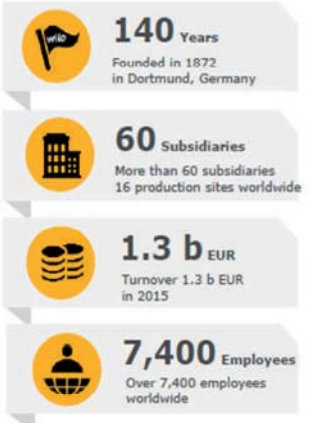 wilo
140 Years
Founded in 1872
in Dortmund, Germany
60 Subsidiaries
More than 60 subsidiaries
16 production sites worldwide
1.3 b EUR
Turnover 1.3 b EUR
in 2015
7,400 Employees
Over 7,400 employees
worldwide